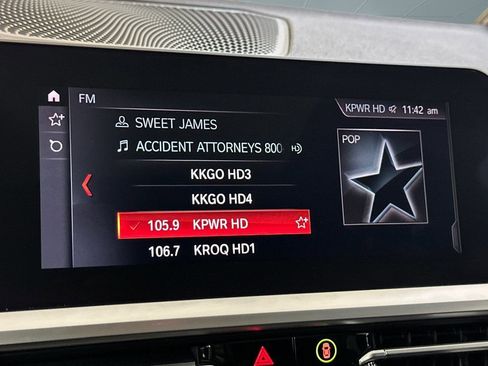 FM
KPWR HD 11:42 am
SWEET JAMES
ACCIDENT ATTORNEYS 800
POP
KKGO HD3
KKGO HD4
105.9 KPWR HD
106.7 KROQ HD1